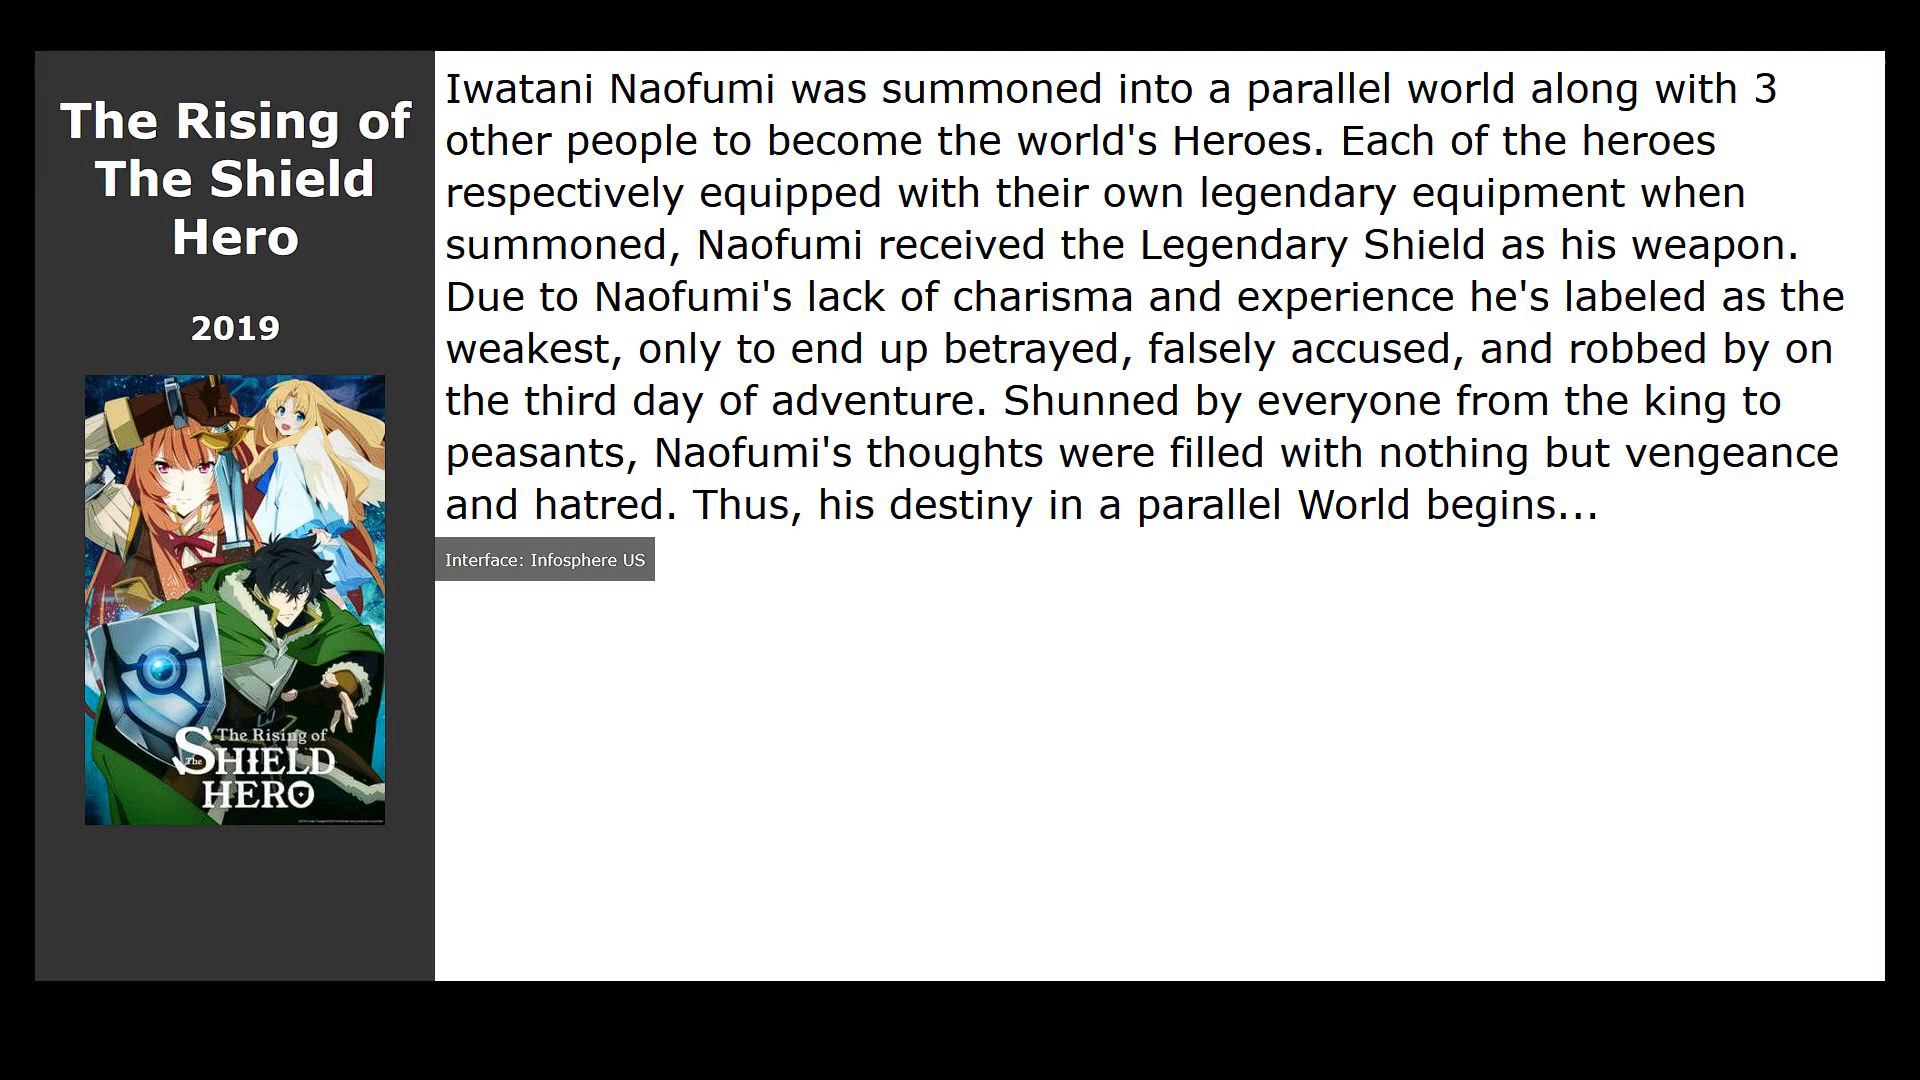 The Rising of
The Shield
Hero
2019
The Rising of
The
SHIELD
HERO
Iwatani Naofumi was summoned into a parallel world along with 3
other people to become the world's Heroes. Each of the heroes
respectively equipped with their own legendary equipment when
summoned, Naofumi received the Legendary Shield as his weapon.
Due to Naofumi's lack of charisma and experience he's labeled as the
weakest, only to end up betrayed, falsely accused, and robbed by on
the third day of adventure. Shunned by everyone from the king to
peasants, Naofumi's thoughts were filled with nothing but vengeance
and hatred. Thus, his destiny in a parallel World begins...
Interface: Infosphere US